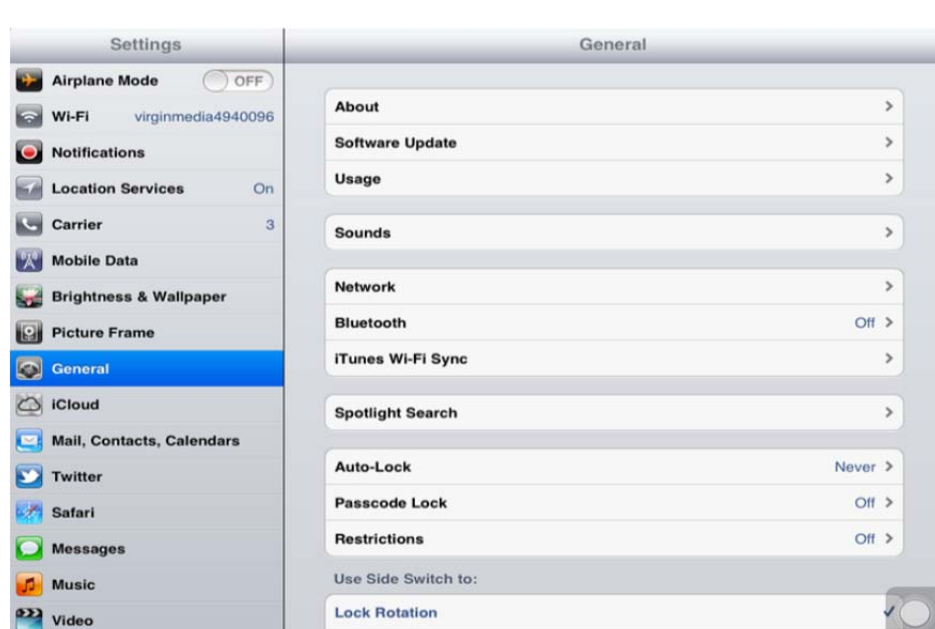 Settings
Airplane Mode OFF
Wi-Fi virginmedia4940096
Notifications
Location Services On
Carrier 3
Mobile Data
Brightness & Wallpaper
Picture Frame
General
iCloud
Mail, Contacts, Calendars
Twitter
Safari
Messages
Music
Video
General
About
Software Update
Usage
Sounds
Network
Bluetooth Off
iTunes Wi-Fi Sync
Spotlight Search
Auto-Lock Never
Passcode Lock Off
Restrictions Off
Use Side Switch to:
Lock Rotation